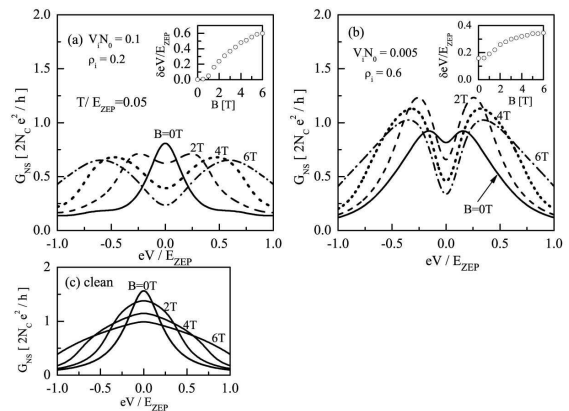 (a) V_i N_0 = 0.1
ρ_i = 0.2
T / E_ZEP = 0.05
B=0T
2T
4T
6T
G_NS [ 2N_C e² / h ]
2.0
1.5
1.0
0.5
0.0
-1.0 -0.5 0.0 0.5 1.0
eV / E_ZEP
δeV/E_ZEP
0.6
0.4
0.2
0.0
0 2 4 6
B [T]
(b) V_i N_0 = 0.005
ρ_i = 0.6
2T
4T
6T
B=0T
G_NS [ 2N_C e² / h ]
2.0
1.5
1.0
0.5
0.0
-1.0 -0.5 0.0 0.5 1.0
eV / E_ZEP
δeV/E_ZEP
0.4
0.2
0.0
0 2 4 6
B [T]
(c) clean
B=0T
2T
4T
6T
G_NS [ 2N_C e² / h ]
2
1
0
-1.0 -0.5 0.0 0.5 1.0
eV / E_ZEP